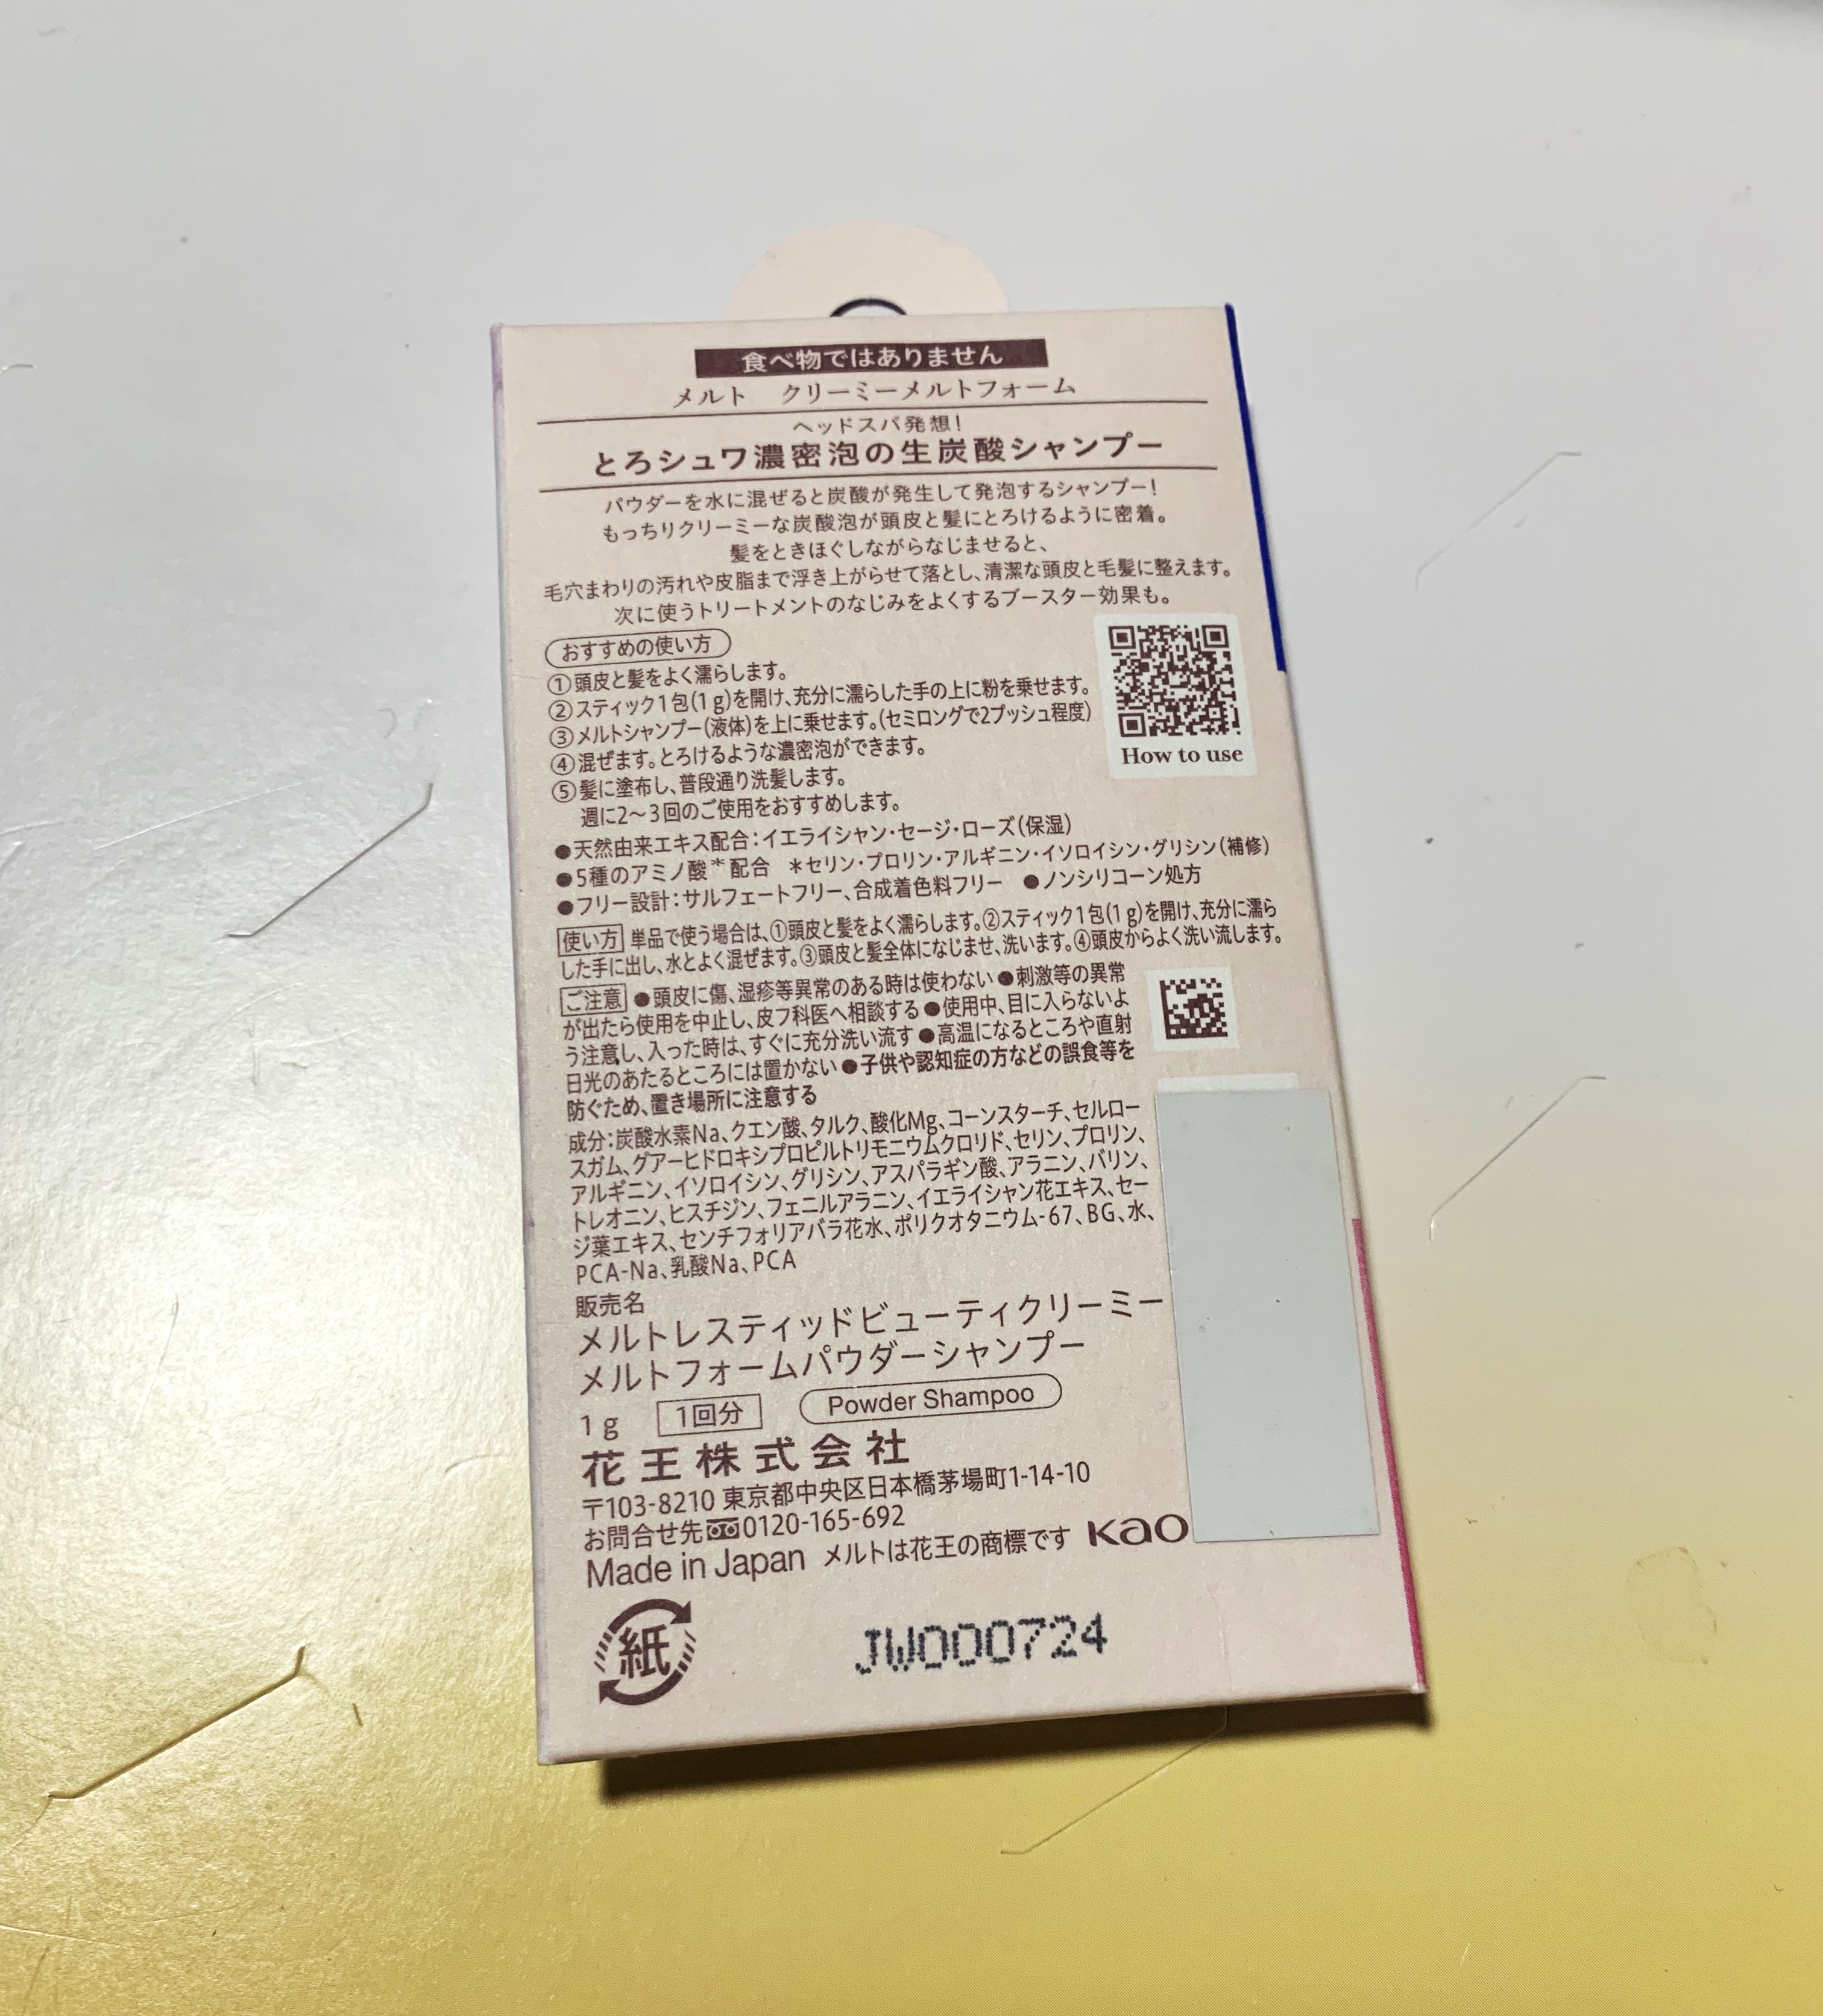 食べ物ではありません
メルト　クリーミーメルトフォーム
ヘッドスパ発想!
とろシュワ濃密泡の生炭酸シャンプー
パウダーを水に混ぜると炭酸が発生して発泡するシャンプー!
もっちりクリーミーな炭酸泡が頭皮と髪にとろけるように密着。
髪をときほぐしながらなじませると、
毛穴まわりの汚れや皮脂まで浮き上がらせて落とし、清潔な頭皮と毛髪に整えます。
次に使うトリートメントのなじみをよくするブースター効果も。
おすすめの使い方
①頭皮と髪をよく濡らします。
②スティック1包(1g)を開け、充分に濡らした手の上に粉を乗せます。
③メルトシャンプー(液体)を上に乗せます。(セミロングで2プッシュ程度)
④混ぜます。とろけるような濃密泡ができます。
⑤髪に塗布し、普段通り洗髪します。
週に2〜3回のご使用をおすすめします。
How to use
●天然由来エキス配合:イエライシャン・セージ・ローズ(保湿)
●5種のアミノ酸*配合　*セリン・プロリン・アルギニン・イソロイシン・グリシン(補修)
●フリー設計:サルフェートフリー、合成着色料フリー　●ノンシリコーン処方
使い方 単品で使う場合は、①頭皮と髪をよく濡らします。②スティック1包(1g)を開け、充分に濡ら
した手に出し、水とよく混ぜます。③頭皮と髪全体になじませ、洗います。④頭皮からよく洗い流します。
ご注意 ●頭皮に傷、湿疹等異常のある時は使わない ●刺激等の異常
が出たら使用を中止し、皮フ科医へ相談する ●使用中、目に入らないよ
う注意し、入った時は、すぐに充分洗い流す ●高温になるところや直射
日光のあたるところには置かない ●子供や認知症の方などの誤食等を
防ぐため、置き場所に注意する
成分:炭酸水素Na、クエン酸、タルク、酸化Mg、コーンスターチ、セルロー
スガム、グアーヒドロキシプロピルトリモニウムクロリド、セリン、プロリン、
アルギニン、イソロイシン、グリシン、アスパラギン酸、アラニン、バリン、
トレオニン、ヒスチジン、フェニルアラニン、イエライシャン花エキス、セー
ジ葉エキス、センチフォリアバラ花水、ポリクオタニウム-67、BG、水、
PCA-Na、乳酸Na、PCA
販売名
メルトレスティッドビューティクリーミー
メルトフォームパウダーシャンプー
1g 1回分 Powder Shampoo
花王株式会社
〒103-8210 東京都中央区日本橋茅場町1-14-10
お問合せ先 0120-165-692
Made in Japan メルトは花王の商標です Kao
紙
JW000724